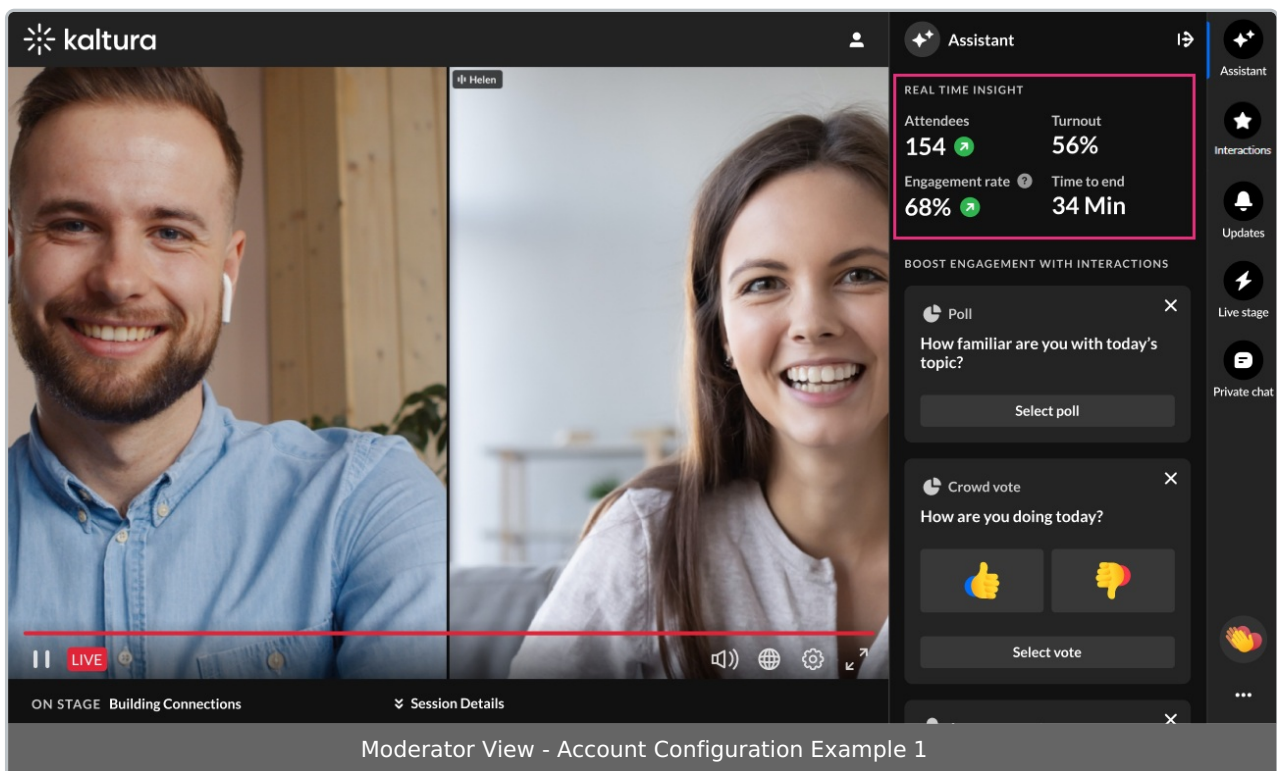 kaltura
Helen
LIVE
ON STAGE Building Connections
Session Details
Assistant
REAL TIME INSIGHT
Attendees
154
Turnout
56%
Engagement rate ?
68%
Time to end
34 Min
BOOST ENGAGEMENT WITH INTERACTIONS
Poll
How familiar are you with today's
topic?
Select poll
Crowd vote
How are you doing today?
Select vote
Assistant
Interactions
Updates
Live stage
Private chat
Moderator View - Account Configuration Example 1